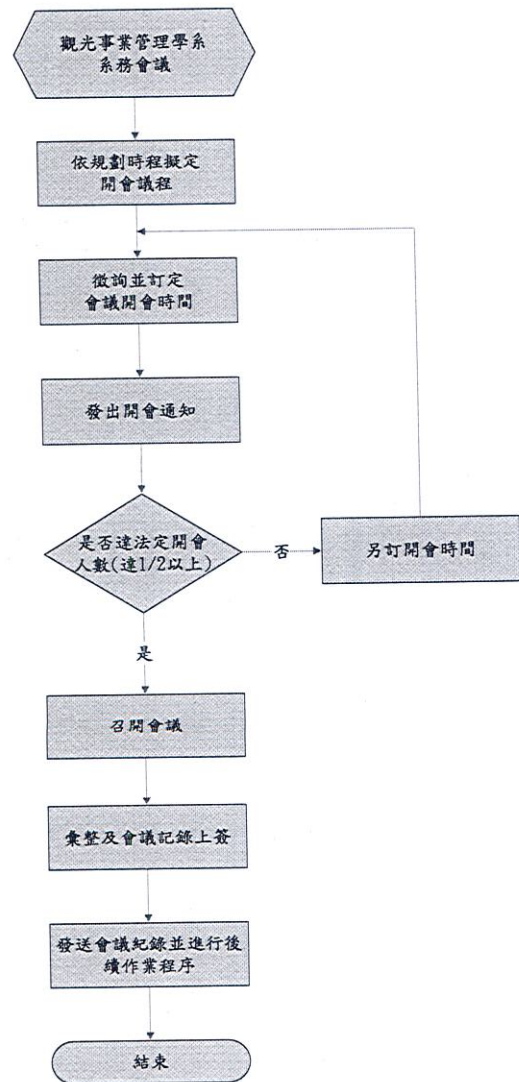 觀光事業管理學系
系務會議
依規劃時程擬定
開會議程
徵詢並訂定
會議開會時間
發出開會通知
是否達法定開會
人數(達1/2以上)
否
另訂開會時間
是
召開會議
彙整及會議記錄上簽
發送會議紀錄並進行後
續作業程序
結束